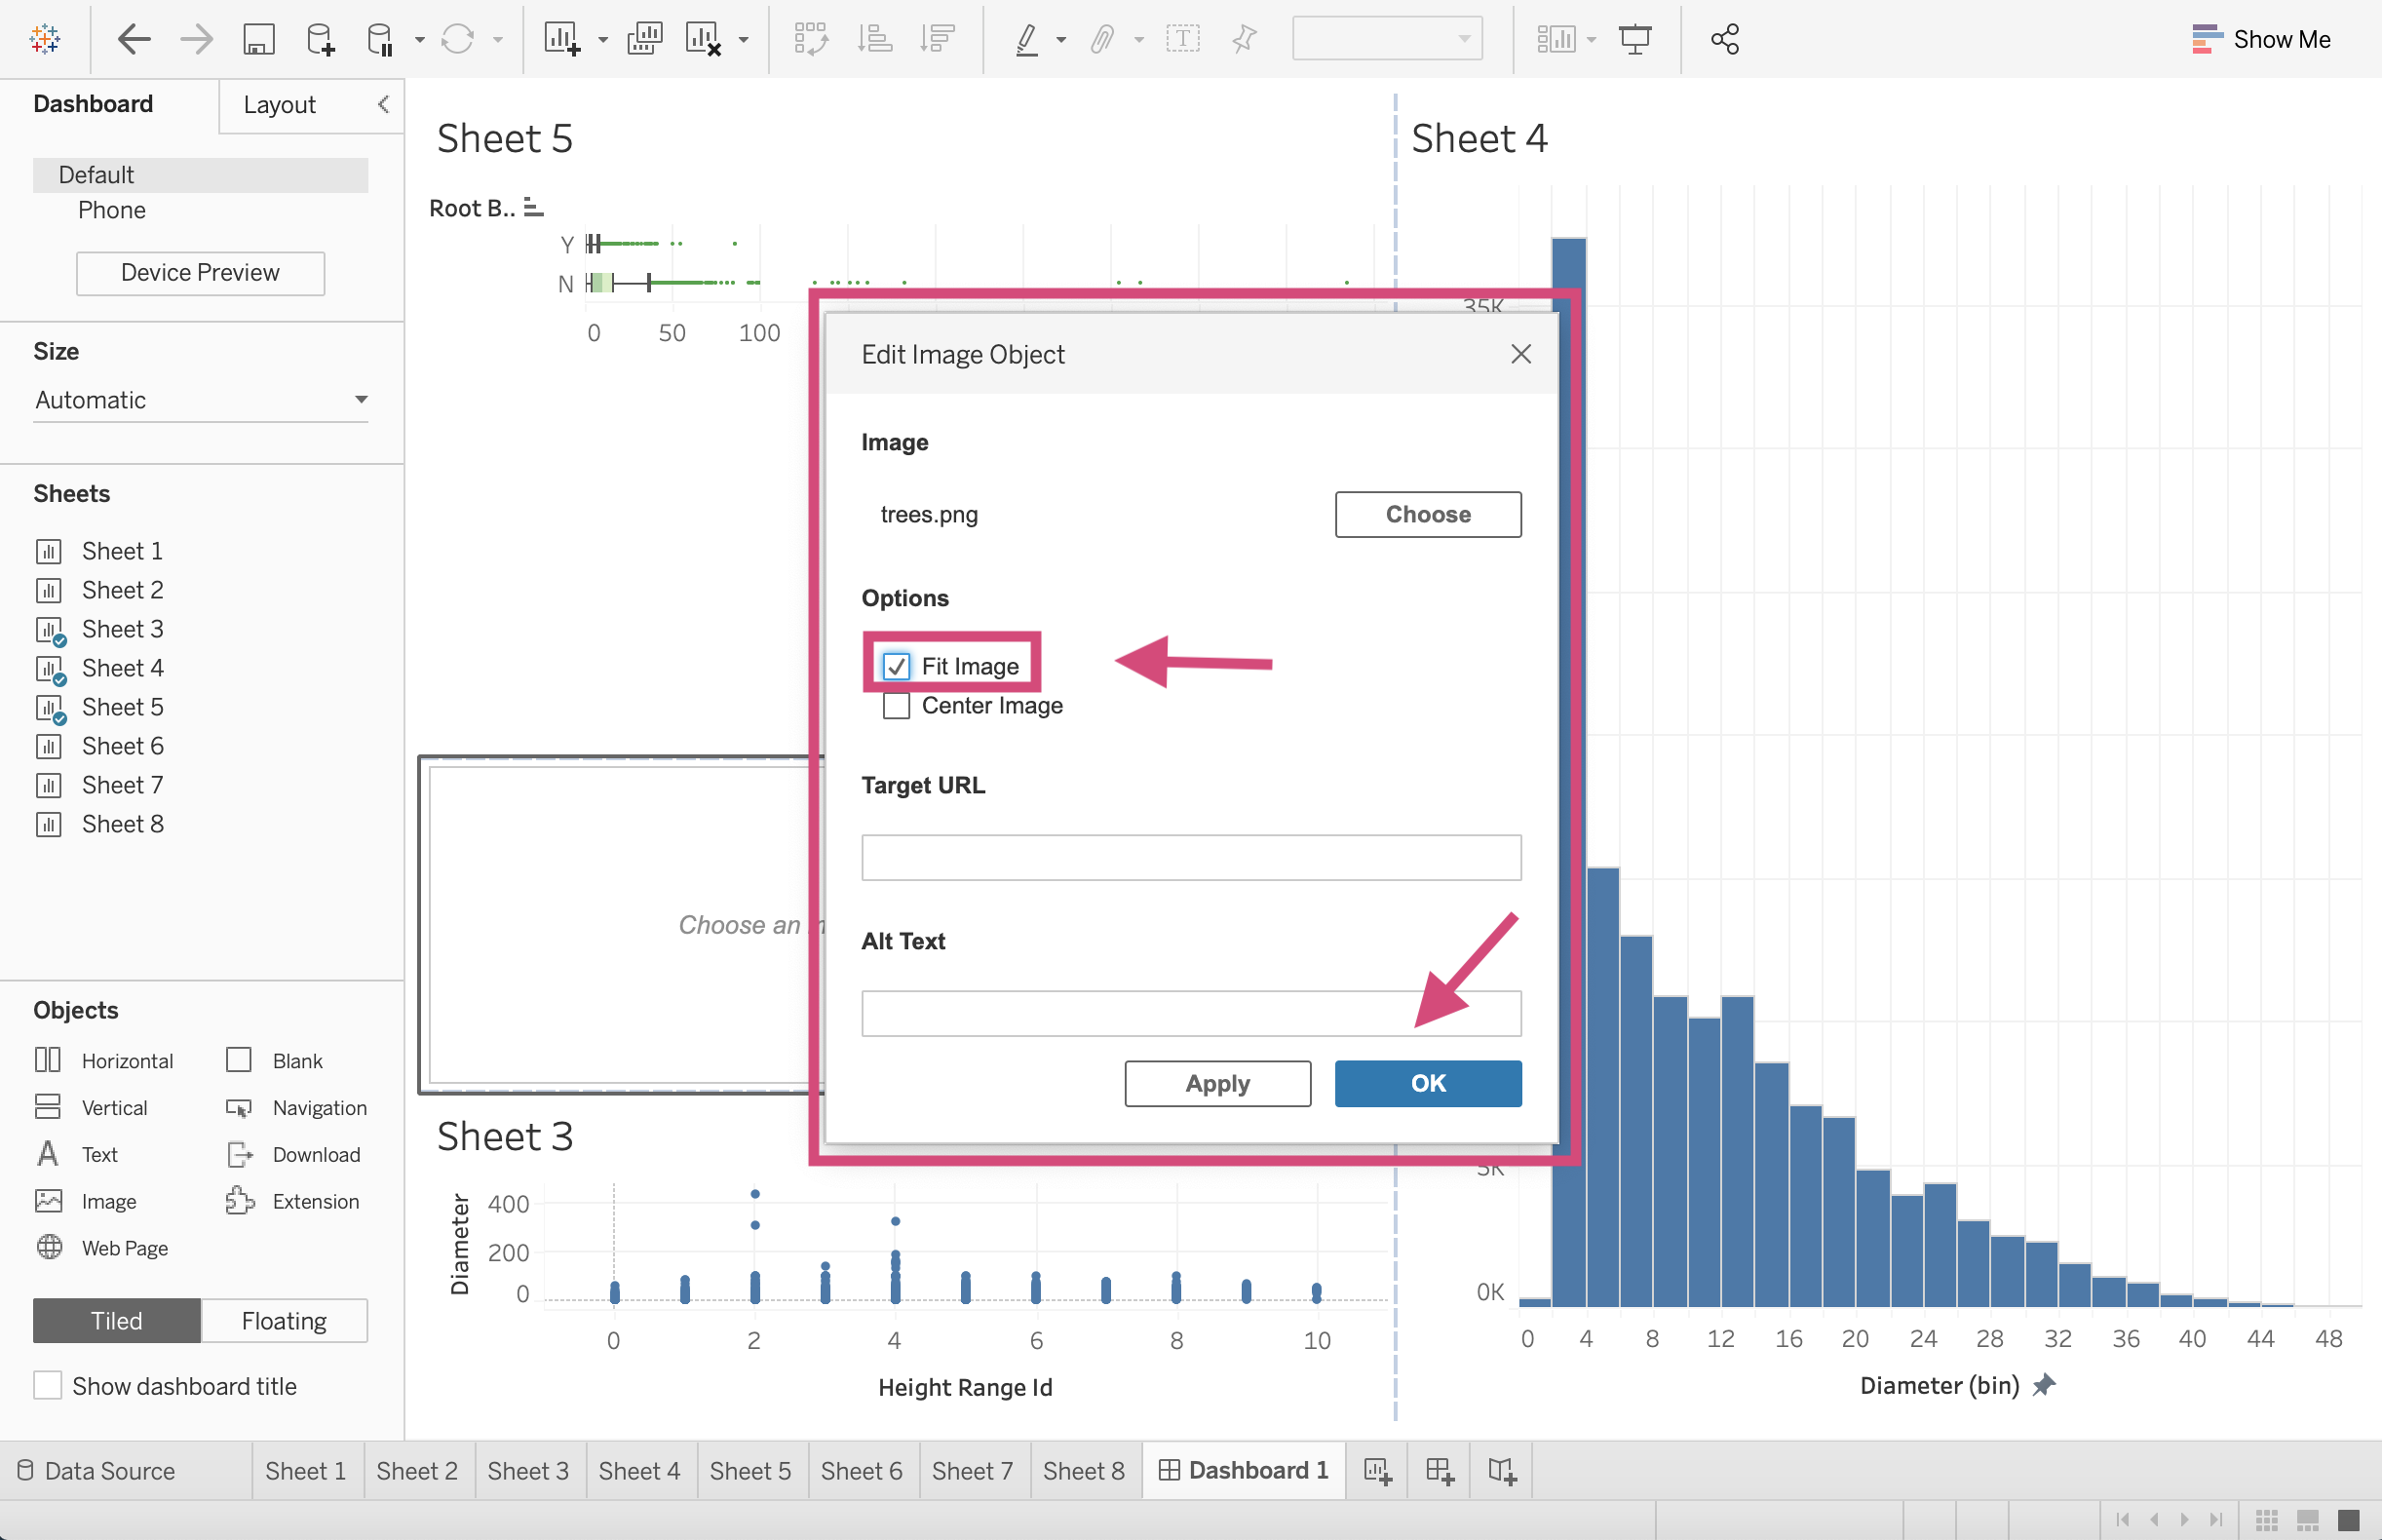 Show Me
Dashboard
Layout
Default
Phone
Device Preview
Size
Automatic
Sheets
Sheet 1
Sheet 2
Sheet 3
Sheet 4
Sheet 5
Sheet 6
Sheet 7
Sheet 8
Objects
Horizontal
Blank
Vertical
Navigation
Text
Download
Image
Extension
Web Page
Tiled
Floating
Show dashboard title
Sheet 5
Root B..
Y
N
0 50 100
Choose an
Sheet 3
Diameter
400
200
0
0 2 4 6 8 10
Height Range Id
Edit Image Object
Image
trees.png
Choose
Options
Fit Image
Center Image
Target URL
Alt Text
Apply
OK
Sheet 4
35K
5K
0K
0 4 8 12 16 20 24 28 32 36 40 44 48
Diameter (bin)
Data Source
Sheet 1
Sheet 2
Sheet 3
Sheet 4
Sheet 5
Sheet 6
Sheet 7
Sheet 8
Dashboard 1